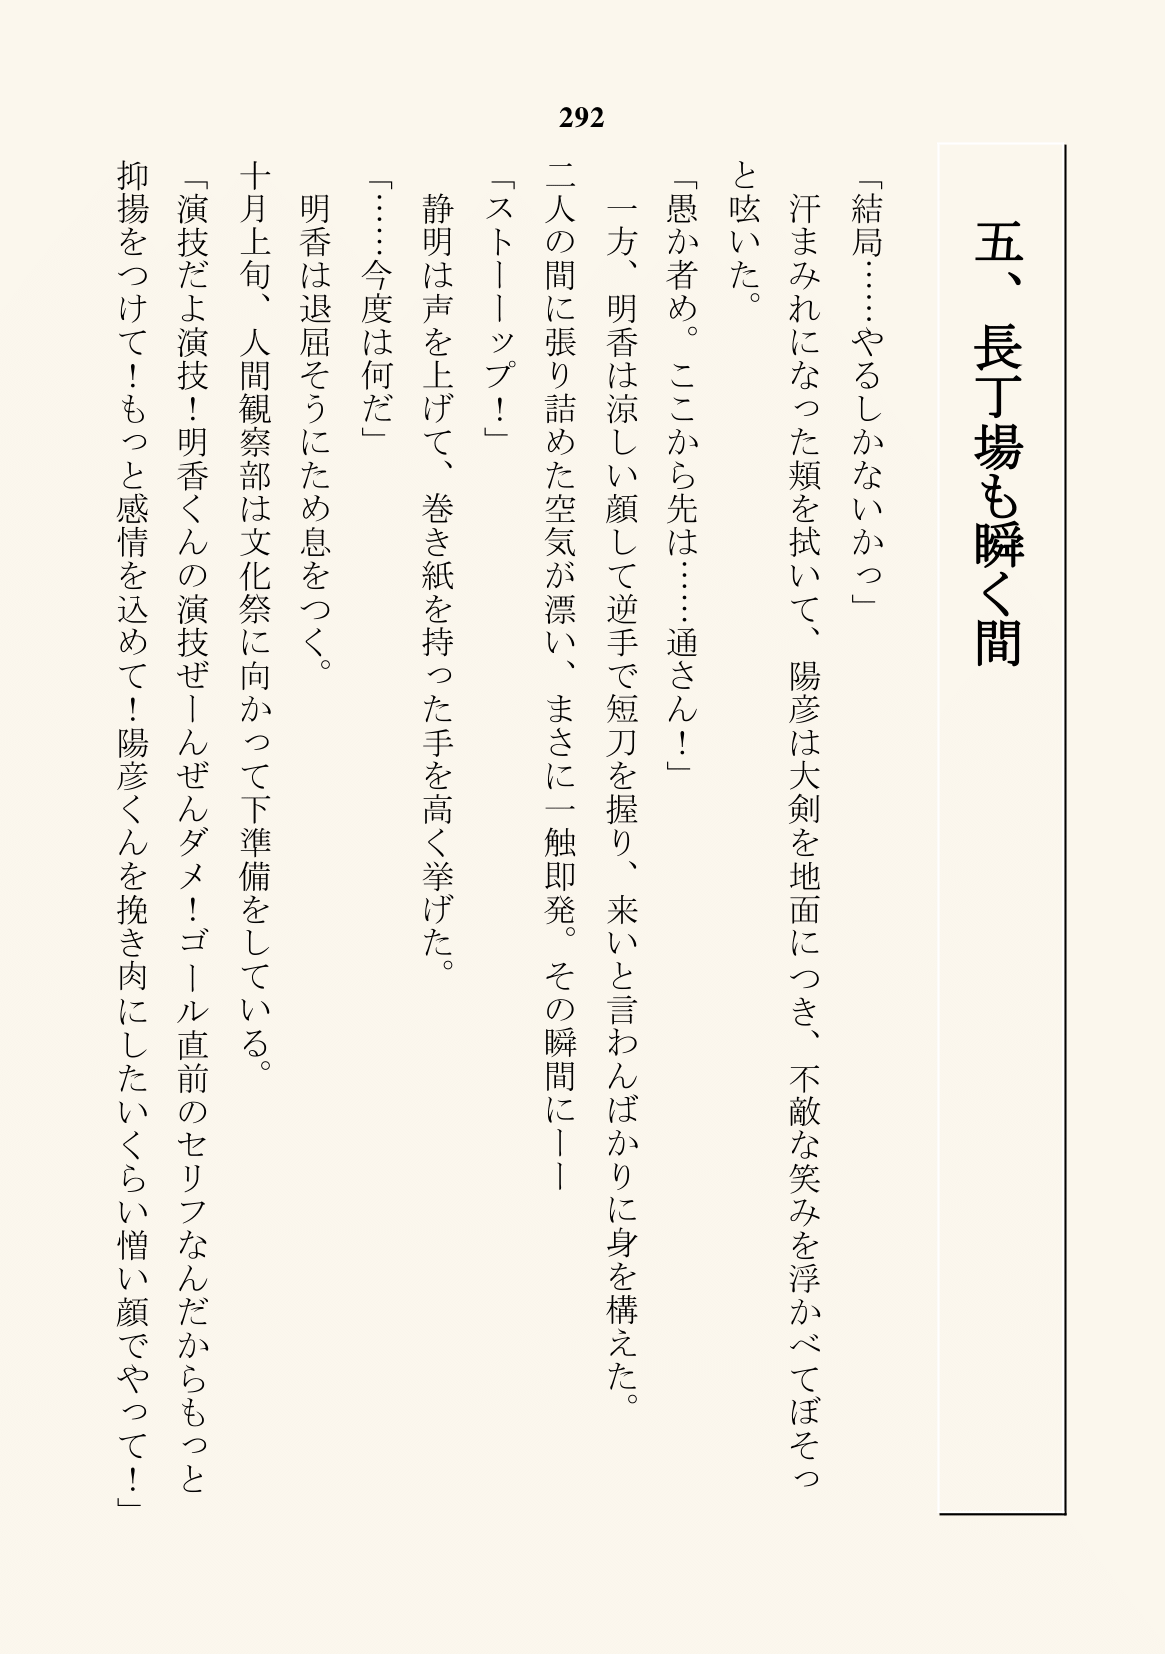 292
五、長丁場も瞬く間
「結局……やるしかないかっ」
　汗まみれになった頬を拭いて、陽彦は大剣を地面につき、不敵な笑みを浮かべてぼそっ
と呟いた。
「愚か者め。ここから先は……通さん！」
　一方、明香は涼しい顔して逆手で短刀を握り、来いと言わんばかりに身を構えた。
二人の間に張り詰めた空気が漂い、まさに一触即発。その瞬間にーー
「ストーーップ！」
　静明は声を上げて、巻き紙を持った手を高く挙げた。
「……今度は何だ」
　明香は退屈そうにため息をつく。
十月上旬、人間観察部は文化祭に向かって下準備をしている。
「演技だよ演技！明香くんの演技ぜーんぜんダメ！ゴール直前のセリフなんだからもっと
抑揚をつけて！もっと感情を込めて！陽彦くんを挽き肉にしたいくらい憎い顔でやって！」